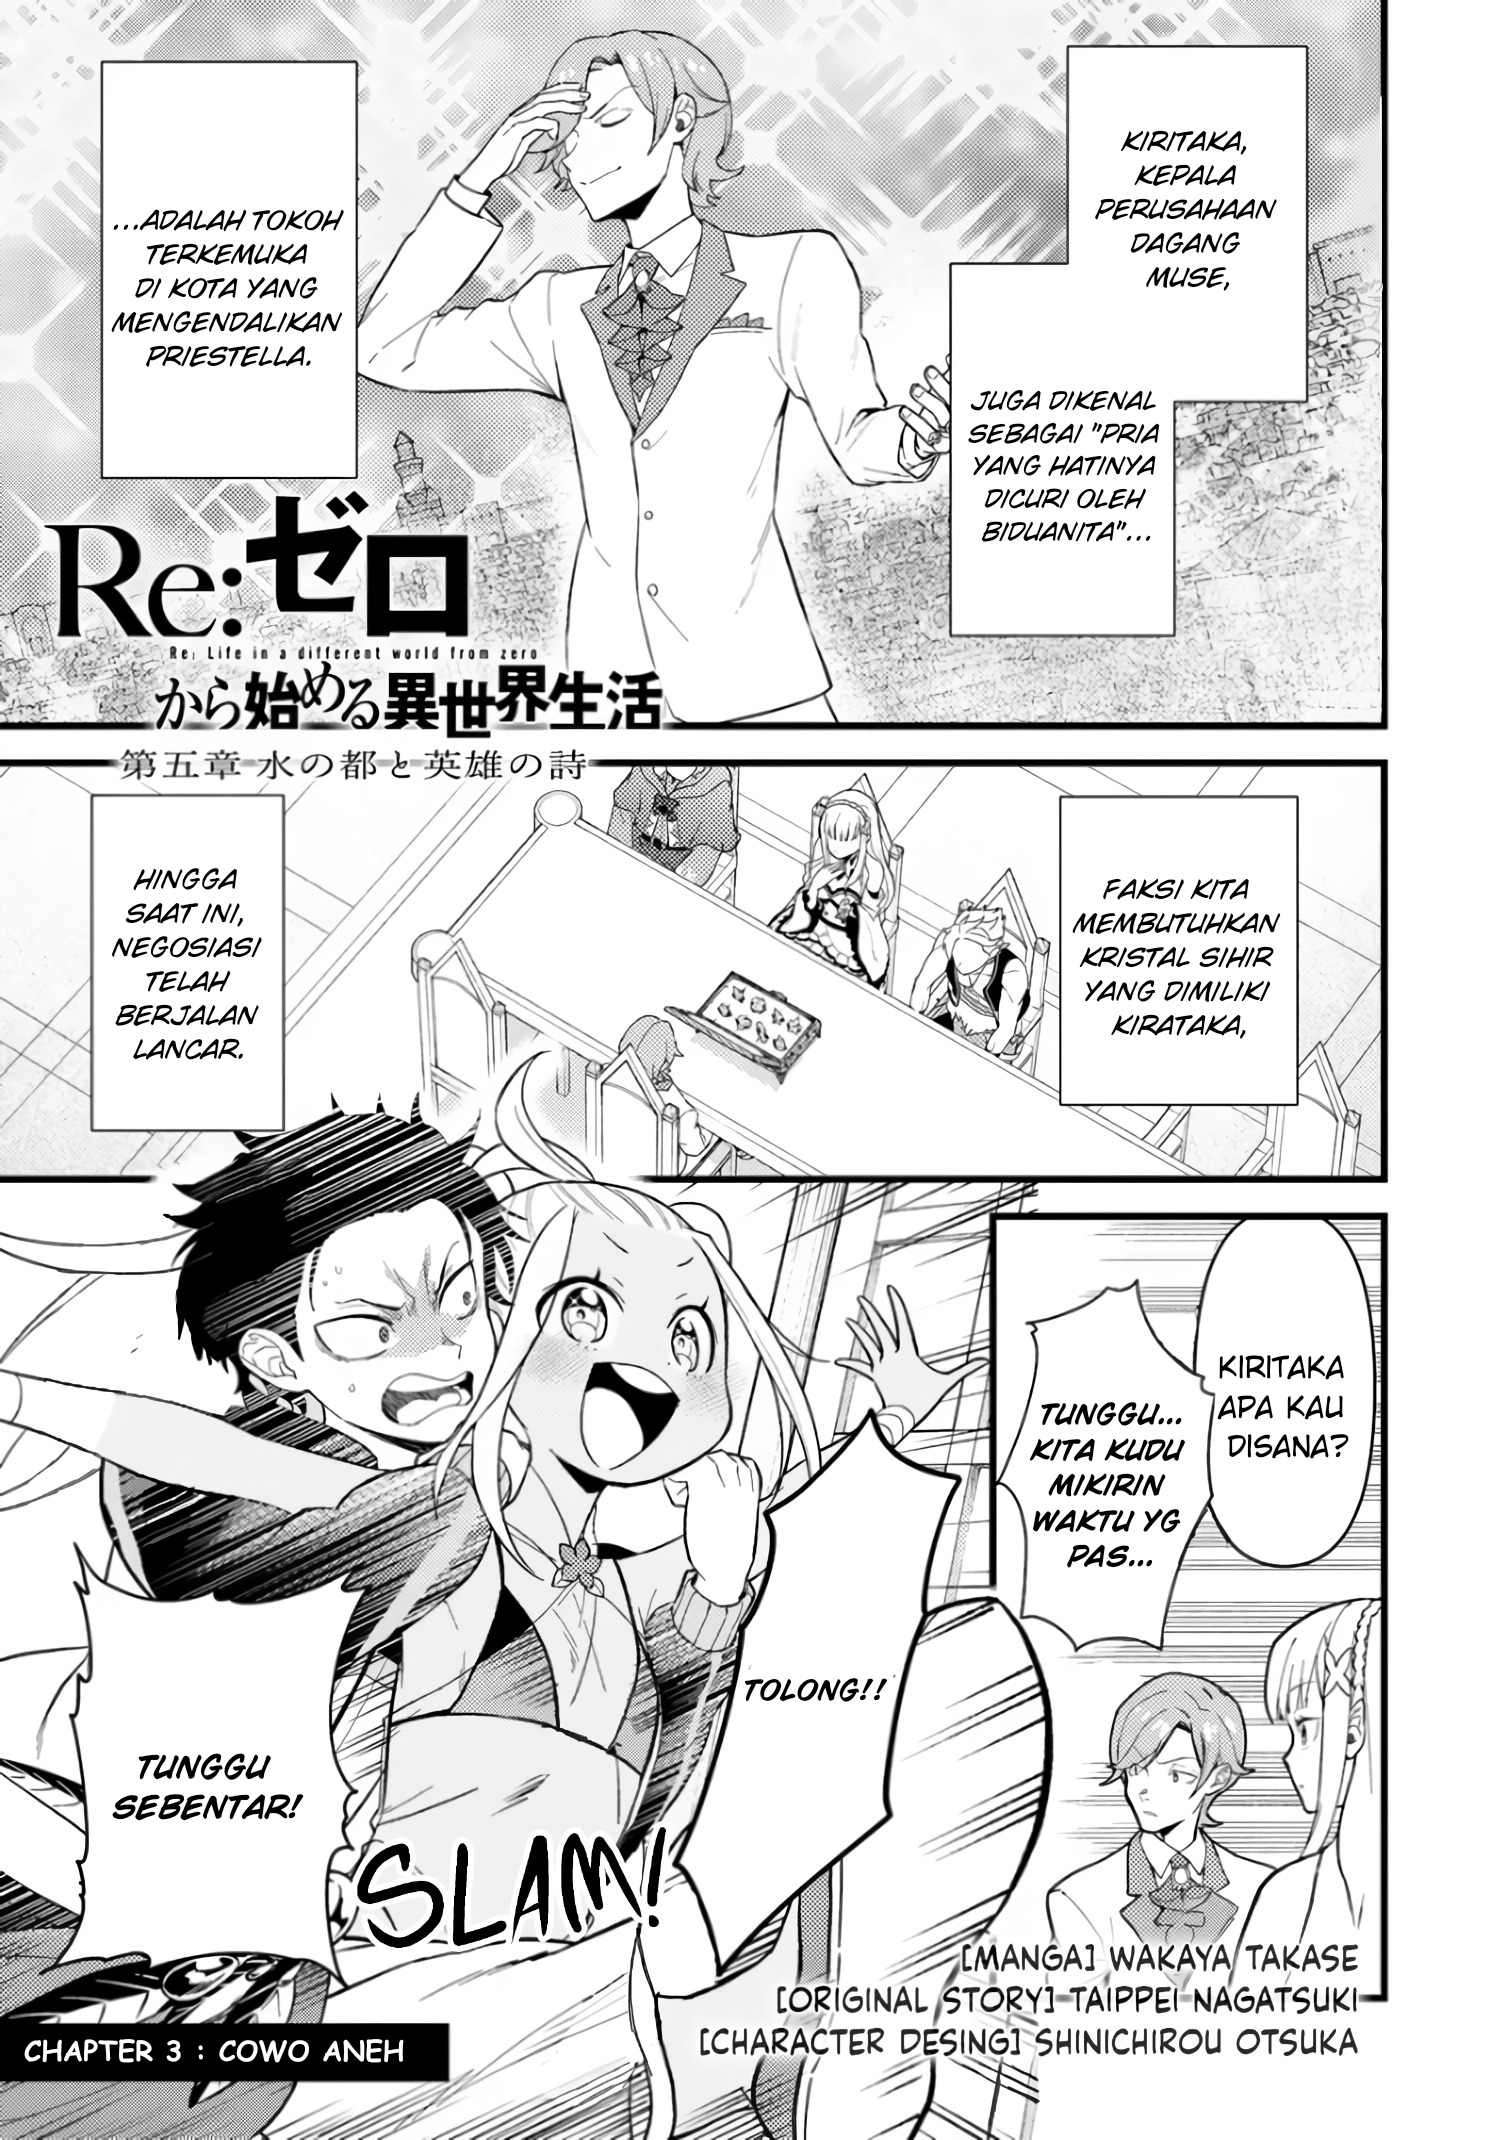 KIRITAKA,
KEPALA
PERUSAHAAN
DAGANG
MUSE,
JUGA DIKENAL
SEBAGAI "PRIA
YANG HATINYA
DICURI OLEH
BIDUANITA"...
...ADALAH TOKOH
TERKEMUKA
DI KOTA YANG
MENGENDALIKAN
PRIESTELLA.
Re:ゼロ
Re: Life in a different world from zero
から始める異世界生活
第五章 水の都と英雄の詩
FAKSI KITA
MEMBUTUHKAN
KRISTAL SIHIR
YANG DIMILIKI
KIRATAKA,
HINGGA
SAAT INI,
NEGOSIASI
TELAH
BERJALAN
LANCAR.
KIRITAKA
APA KAU
DISANA?
TUNGGU...
KITA KUDU
MIKIRIN
WAKTU YG
PAS...
TOLONG!!
TUNGGU
SEBENTAR!
SLAM!
[MANGA] WAKAYA TAKASE
[ORIGINAL STORY] TAIPPEI NAGATSUKI
[CHARACTER DESING] SHINICHIROU OTSUKA
CHAPTER 3 : COWO ANEH